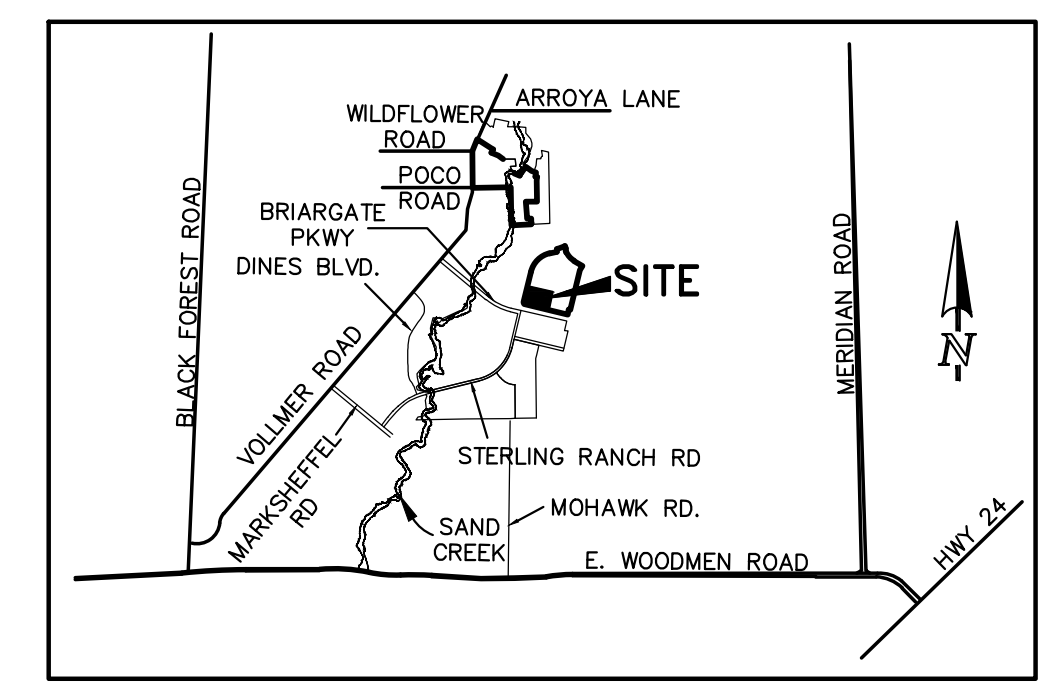 ARROYA LANE
WILDFLOWER
ROAD
POCO
ROAD
BRIARGATE
PKWY
DINES BLVD.
SITE
BLACK FOREST ROAD
MERIDIAN ROAD
N
VOLLMER ROAD
MARKSHEFFEL
RD
STERLING RANCH RD
MOHAWK RD.
SAND
CREEK
E. WOODMEN ROAD
HWY 24